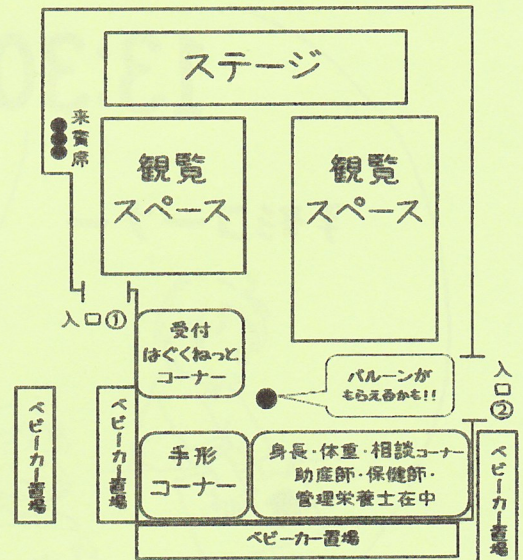 ステージ
来賓席
観覧
スペース
観覧
スペース
入口①
受付
はぐくねっと
コーナー
バルーンが
もらえるかも!!
入口②
ベビーカー置場
ベビーカー置場
手形
コーナー
身長・体重・相談コーナー
助産師・保健師・
管理栄養士在中
ベビーカー置場
ベビーカー置場